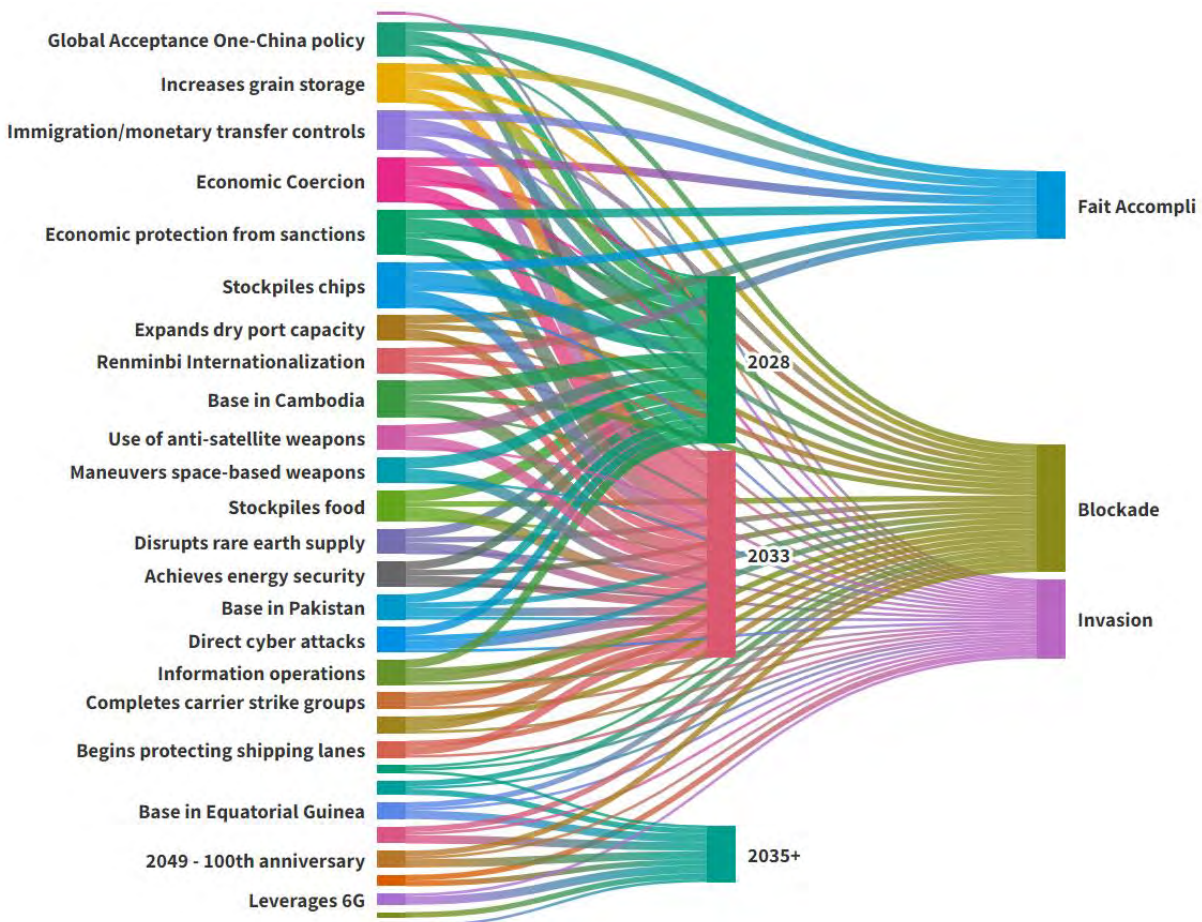 Global Acceptance One-China policy
Increases grain storage
Immigration/monetary transfer controls
Economic Coercion
Economic protection from sanctions
Stockpiles chips
Expands dry port capacity
Renminbi Internationalization
Base in Cambodia
Use of anti-satellite weapons
Maneuvers space-based weapons
Stockpiles food
Disrupts rare earth supply
Achieves energy security
Base in Pakistan
Direct cyber attacks
Information operations
Completes carrier strike groups
Begins protecting shipping lanes
Base in Equatorial Guinea
2049 - 100th anniversary
Leverages 6G
2028
2033
2035+
Fait Accompli
Blockade
Invasion